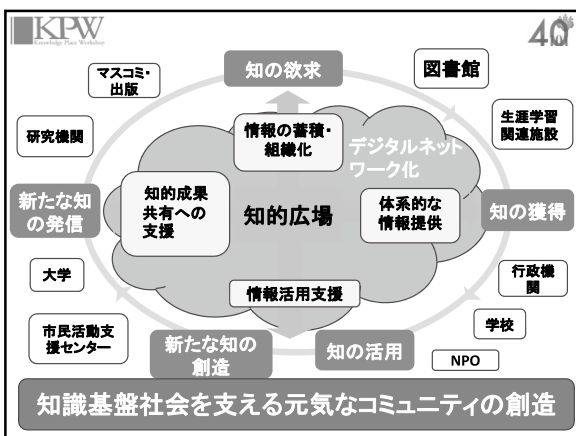 KPW
Knowledge Place Workshop
40
知の欲求
図書館
マスコミ・
出版
生涯学習
関連施設
研究機関
情報の蓄積・
組織化
デジタルネット
ワーク化
新たな知
の発信
知的成果
共有への
支援
知的広場
体系的な
情報提供
知の獲得
大学
情報活用支援
行政機
関
市民活動支
援センター
新たな知の
創造
知の活用
学校
NPO
知識基盤社会を支える元気なコミュニティの創造